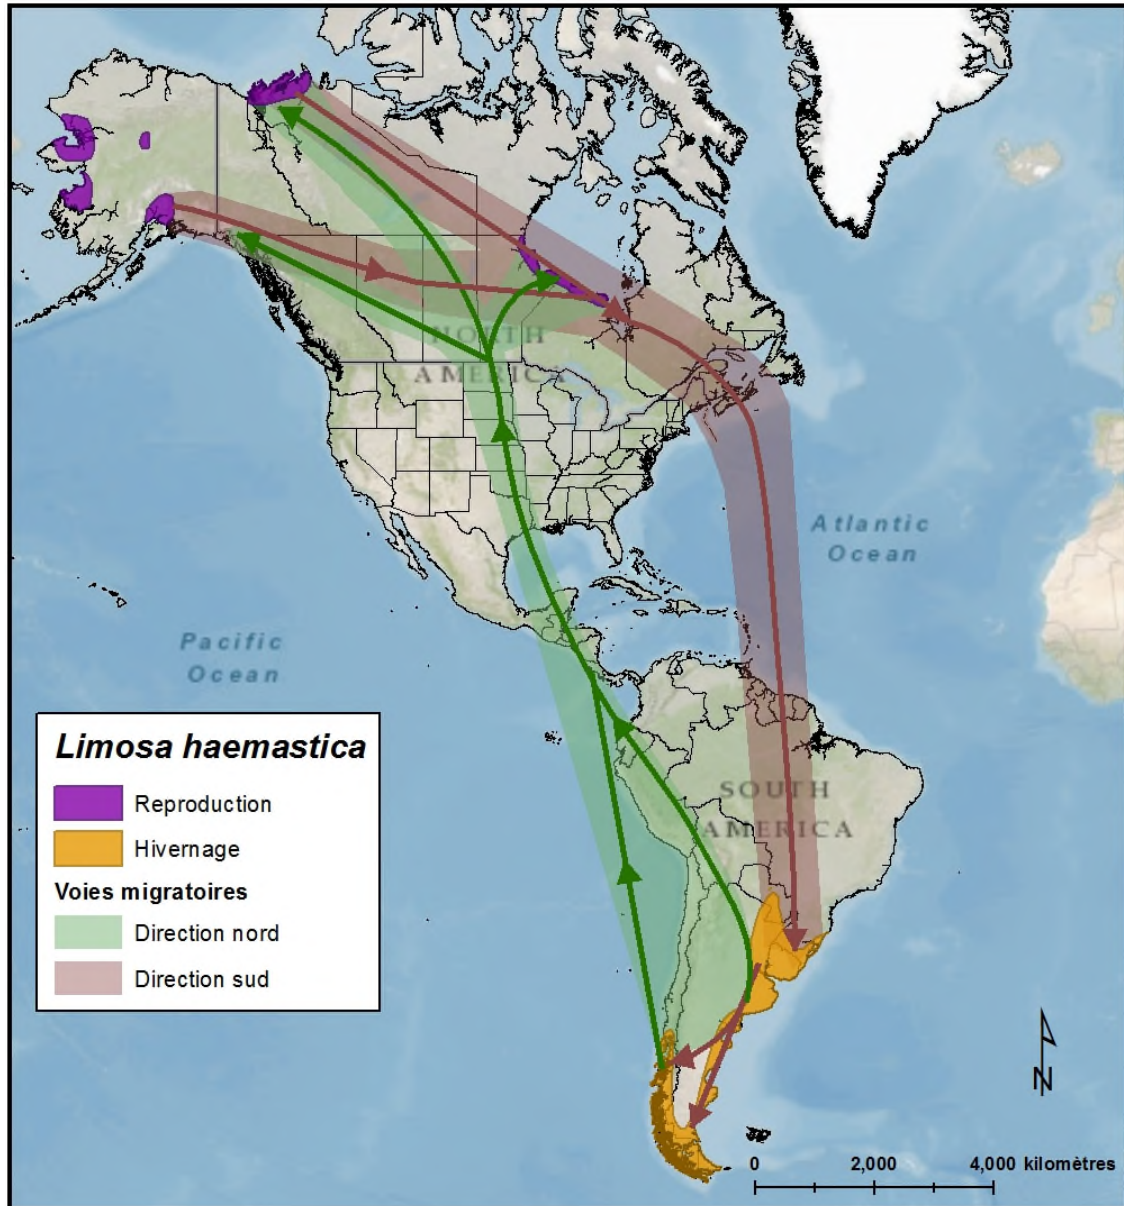 NORTH
AMERICA
Atlantic
Ocean
Pacific
Ocean
SOUTH
AMERICA
Limosa haemastica
Reproduction
Hivernage
Voies migratoires
Direction nord
Direction sud
N
0 2,000 4,000 kilomètres